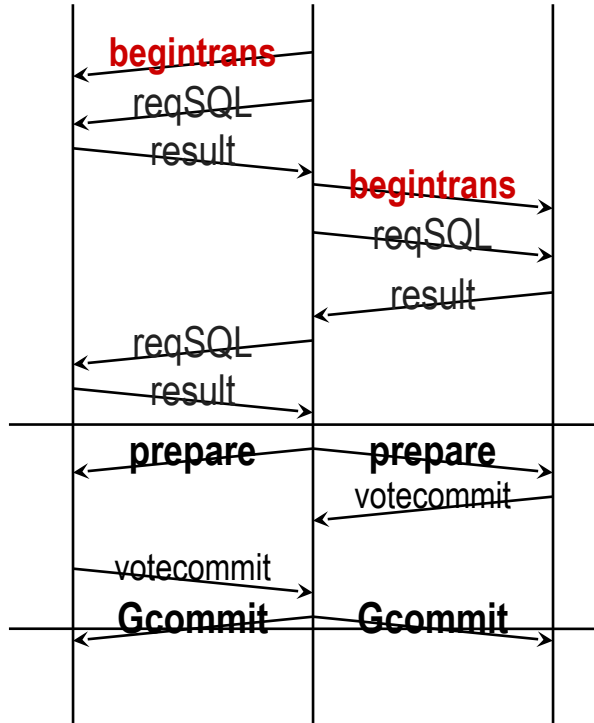 begintrans
reqSQL
result
begintrans
reqSQL
result
reqSQL
result
prepare prepare
votecommit
votecommit
Gcommit Gcommit